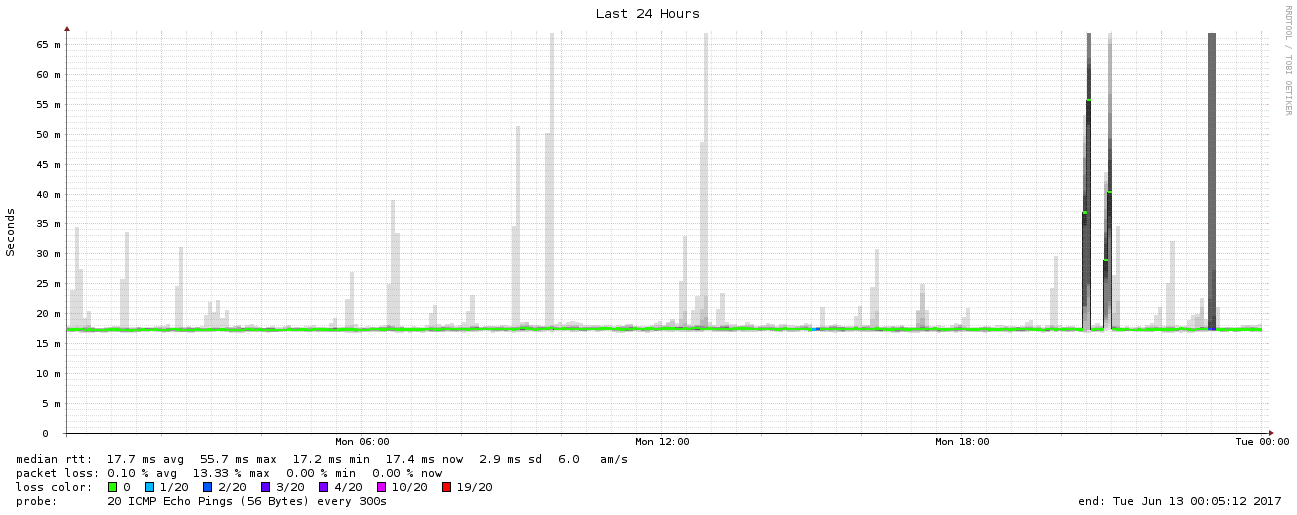 Last 24 Hours
RRDTOOL / TOBI OETIKER
Seconds
65 m
60 m
55 m
50 m
45 m
40 m
35 m
30 m
25 m
20 m
15 m
10 m
5 m
0
Mon 06:00 Mon 12:00 Mon 18:00 Tue 00:00
median rtt: 17.7 ms avg 55.7 ms max 17.2 ms min 17.4 ms now 2.9 ms sd 6.0 am/s
packet loss: 0.10 % avg 13.33 % max 0.00 % min 0.00 % now
loss color: 0 1/20 2/20 3/20 4/20 10/20 19/20
probe: 20 ICMP Echo Pings (56 Bytes) every 300s end: Tue Jun 13 00:05:12 2017